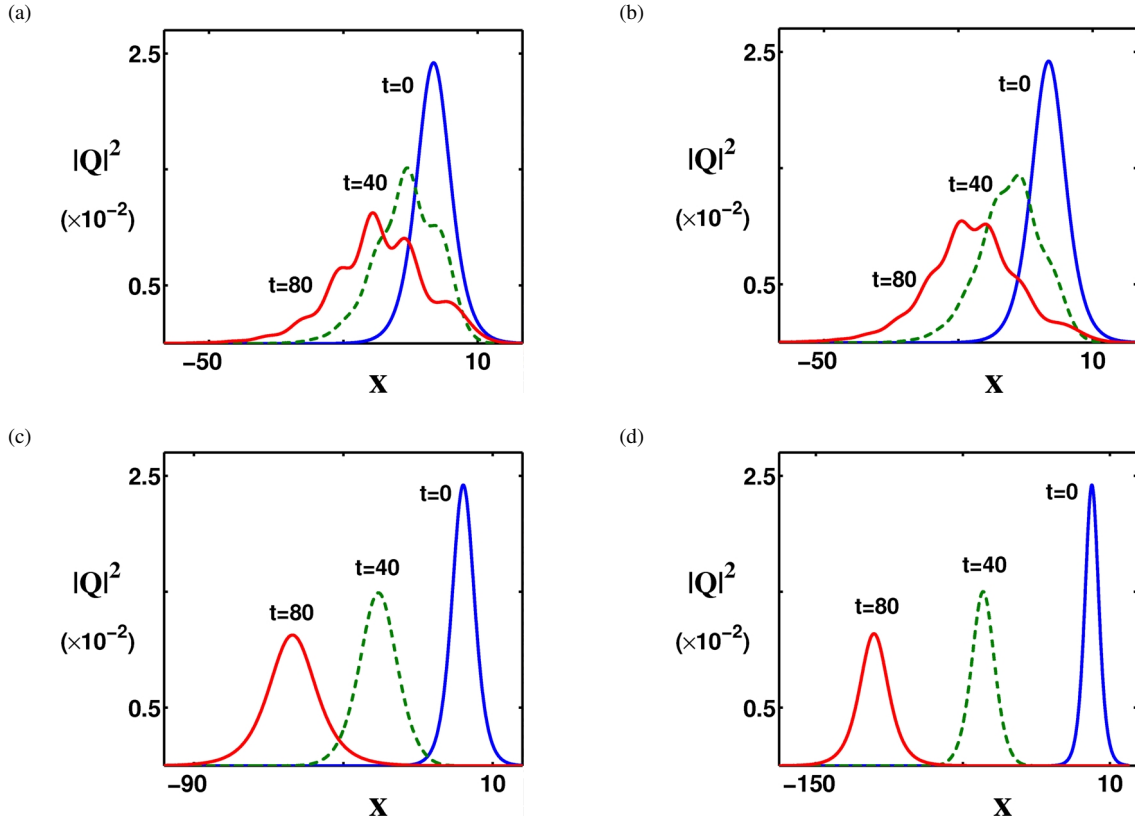 (a)
2.5
t=0
|Q|²
t=40
(×10⁻²)
t=80
0.5
−50
10
x
(b)
2.5
t=0
|Q|²
t=40
(×10⁻²)
t=80
0.5
−50
10
x
(c)
2.5
t=0
|Q|²
t=40
t=80
(×10⁻²)
0.5
−90
10
x
(d)
2.5
t=0
|Q|²
t=40
t=80
(×10⁻²)
0.5
−150
10
x